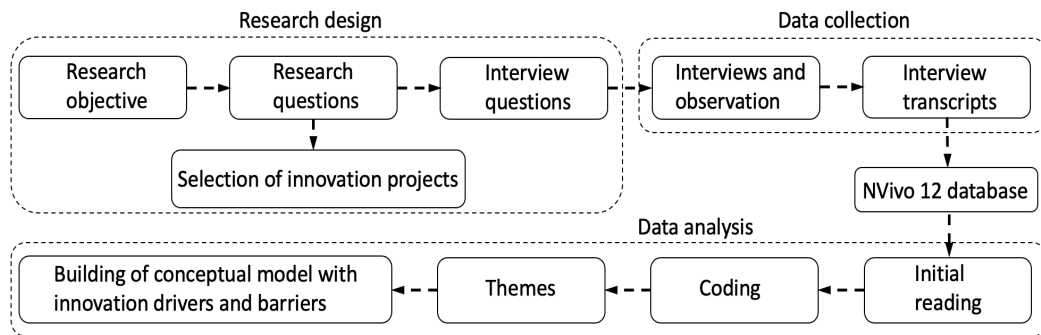 Research design
Data collection
Research
objective
Research
questions
Interview
questions
Interviews and
observation
Interview
transcripts
Selection of innovation projects
NVivo 12 database
Data analysis
Building of conceptual model with
innovation drivers and barriers
Themes
Coding
Initial
reading